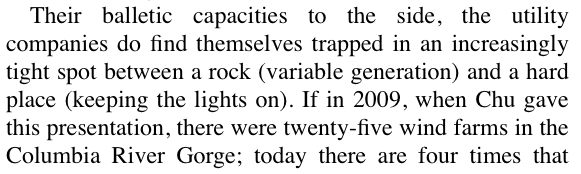 Their balletic capacities to the side, the utility
companies do find themselves trapped in an increasingly
tight spot between a rock (variable generation) and a hard
place (keeping the lights on). If in 2009, when Chu gave
this presentation, there were twenty-five wind farms in the
Columbia River Gorge; today there are four times that